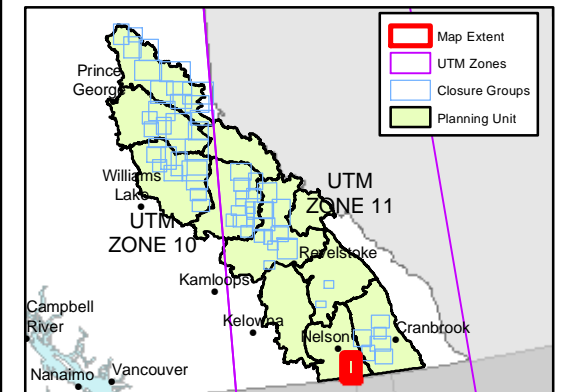 Map Extent
UTM Zones
Closure Groups
Planning Unit
Prince
George
Williams
Lake
UTM
ZONE 10
UTM
ZONE 11
Revelstoke
Kamloops
Campbell
River
Kelowna
Nelson
Cranbrook
Nanaimo
Vancouver